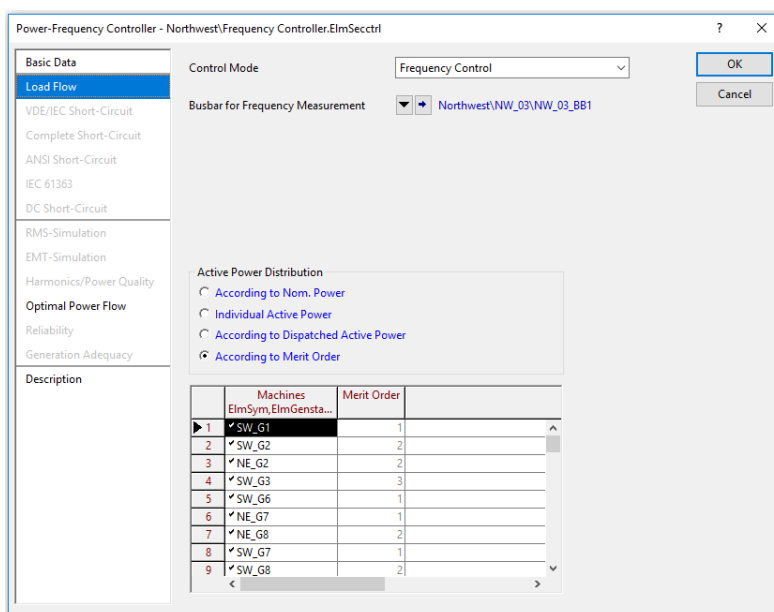 Power-Frequency Controller - Northwest\Frequency Controller.ElmSecctrl ? ×
Basic Data
Load Flow
VDE/IEC Short-Circuit
Complete Short-Circuit
ANSI Short-Circuit
IEC 61363
DC Short-Circuit
RMS-Simulation
EMT-Simulation
Harmonics/Power Quality
Optimal Power Flow
Reliability
Generation Adequacy
Description
Control Mode Frequency Control
Busbar for Frequency Measurement Northwest\NW_03\NW_03_BB1
OK
Cancel
Active Power Distribution
According to Nom. Power
Individual Active Power
According to Dispatched Active Power
According to Merit Order
Machines Merit Order
ElmSym,ElmGensta...
1 SW_G1 1
2 SW_G2 2
3 NE_G2 2
4 SW_G3 3
5 SW_G6 1
6 NE_G7 1
7 NE_G8 2
8 SW_G7 1
9 SW_G8 2